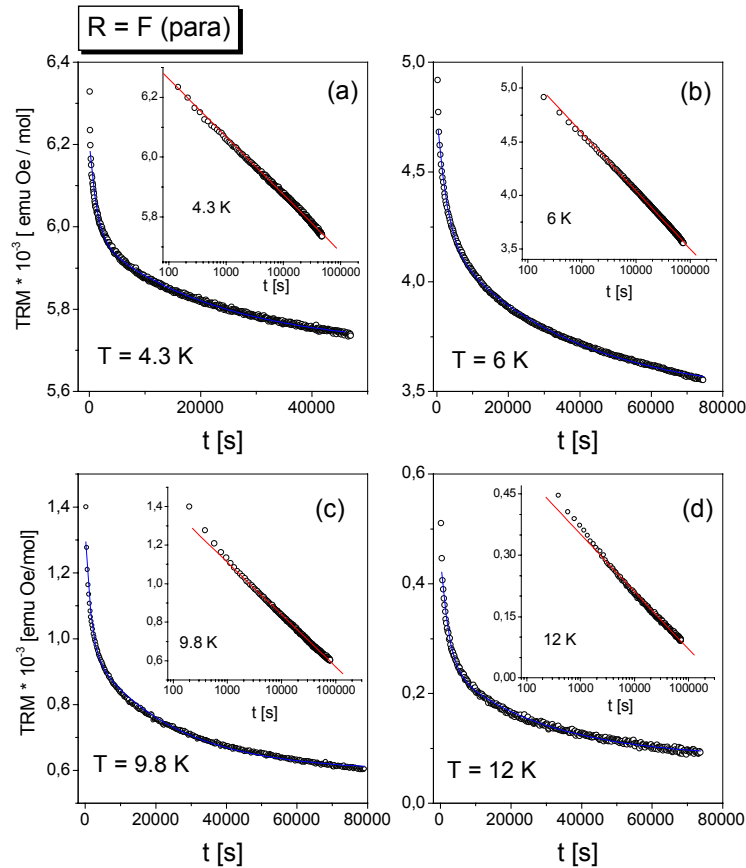 R = F (para)
TRM * 10-3 [ emu Oe / mol]
6,4
6,2
6,0
5,8
5,6
(a)
6,2
6,0
5,8
4.3 K
100
1000
10000
100000
t [s]
T = 4.3 K
0
20000
40000
t [s]
5,0
4,5
4,0
3,5
(b)
5,0
4,5
4,0
3,5
6 K
100
1000
10000
100000
t [s]
T = 6 K
0
20000
40000
60000
80000
t [s]
TRM * 10-3 [emu Oe/mol]
1,4
1,2
1,0
0,8
0,6
(c)
1,4
1,2
1,0
0,8
0,6
9.8 K
100
1000
10000
100000
t [s]
T = 9.8 K
0
20000
40000
60000
80000
t [s]
0,6
0,4
0,2
0,0
(d)
0,45
0,30
0,15
0,00
12 K
100
1000
10000
100000
t [s]
T = 12 K
0
20000
40000
60000
80000
t [s]